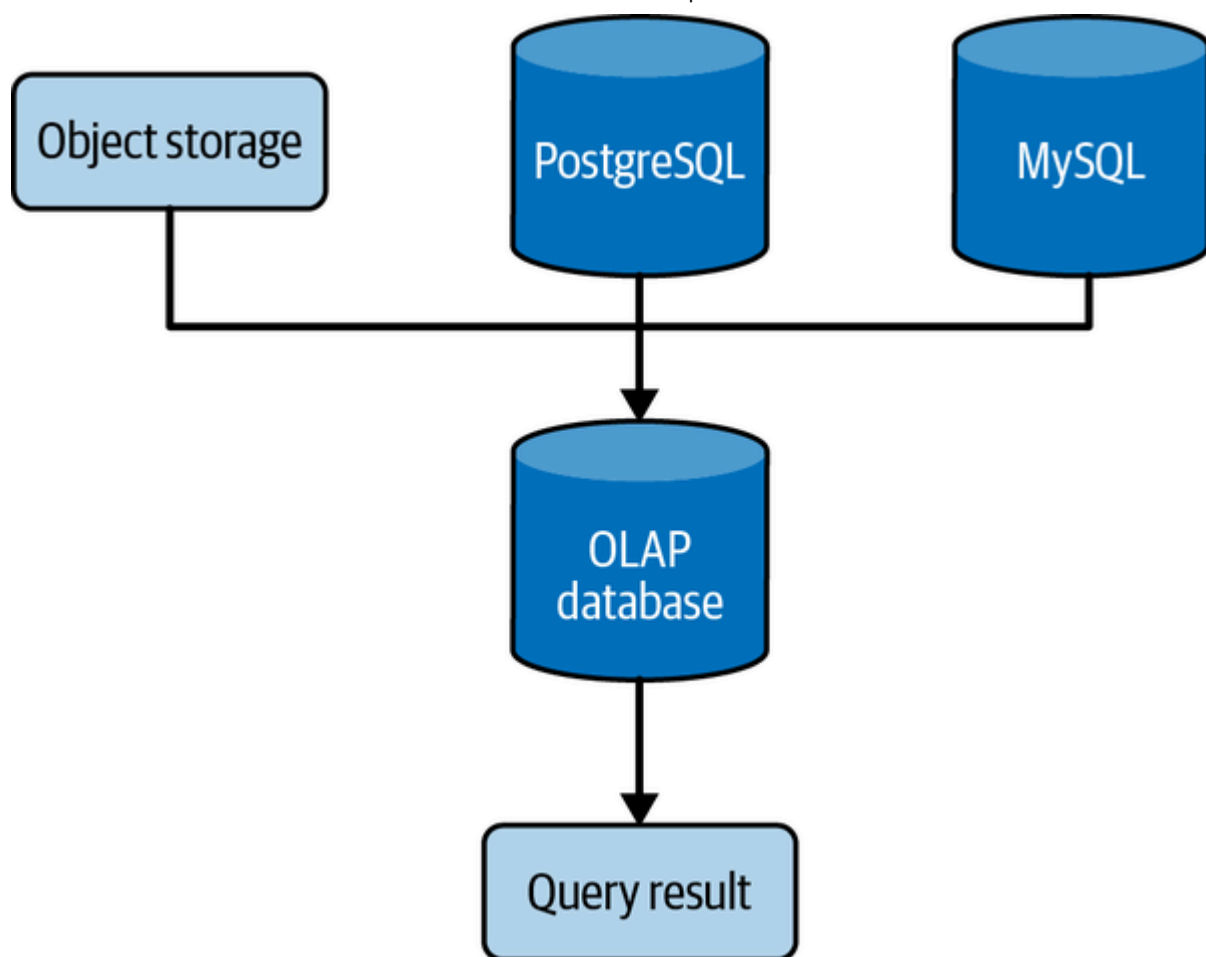 Object storage
PostgreSQL
MySQL
OLAP
database
Query result